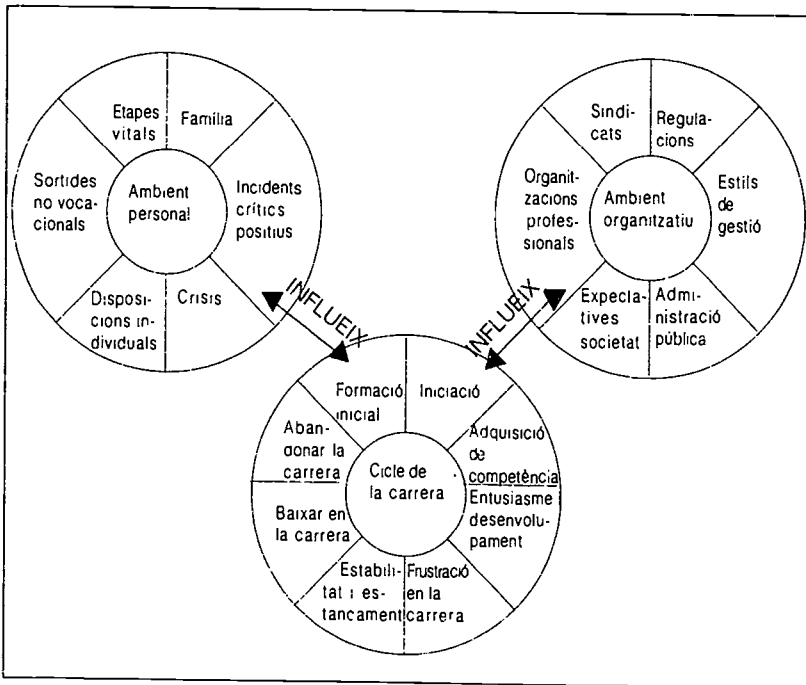 Etapes
vitals
Família
Sortides
no voca-
cionals
Ambient
personal
Incidents
crítics
positius
Disposi-
cions in-
dividuals
Crisis
Sindi-
cats
Regula-
cions
Organit-
zacions
profes-
sionals
Ambient
organitzatiu
Estils
de
gestió
Expecta-
tives
societat
Admi-
nistració
pública
INFLUEIX
INFLUEIX
Formació
inicial
Iniciació
Aban-
donar la
carrera
Adquisició
de
competència
Cicle de
la carrera
Entusiasme
desenvolu-
pament
Baixar en
la carrera
Estabili-
tat i es-
tancament
Frustració
en la
carrera